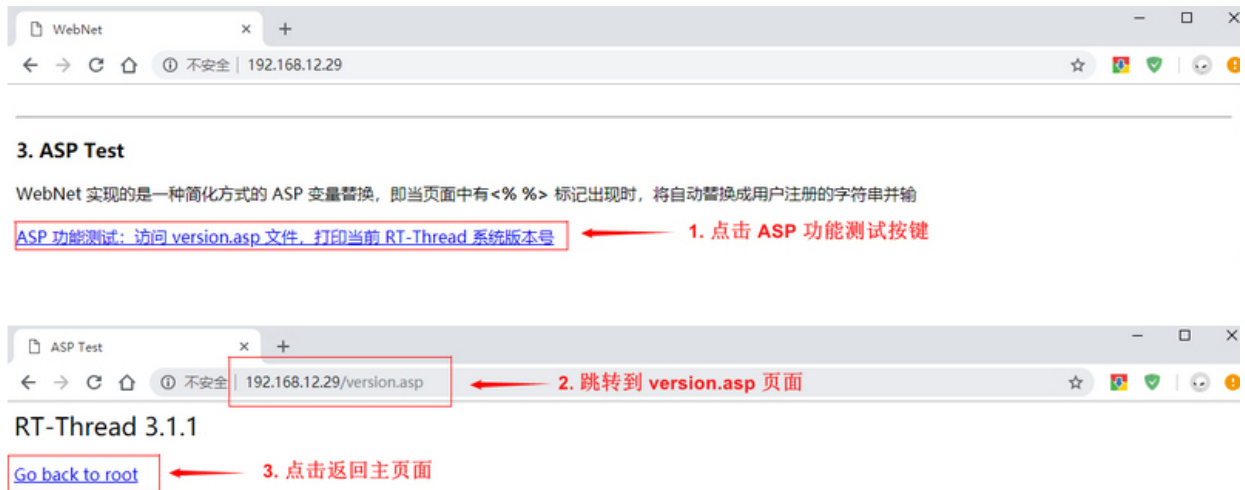 WebNet
不安全 | 192.168.12.29
3. ASP Test
WebNet 实现的是一种简化方式的 ASP 变量替换，即当页面中有<% %> 标记出现时，将自动替换成用户注册的字符串并输
ASP 功能测试：访问 version.asp 文件，打印当前 RT-Thread 系统版本号
1. 点击 ASP 功能测试按键
ASP Test
不安全 | 192.168.12.29/version.asp
2. 跳转到 version.asp 页面
RT-Thread 3.1.1
Go back to root
3. 点击返回主页面